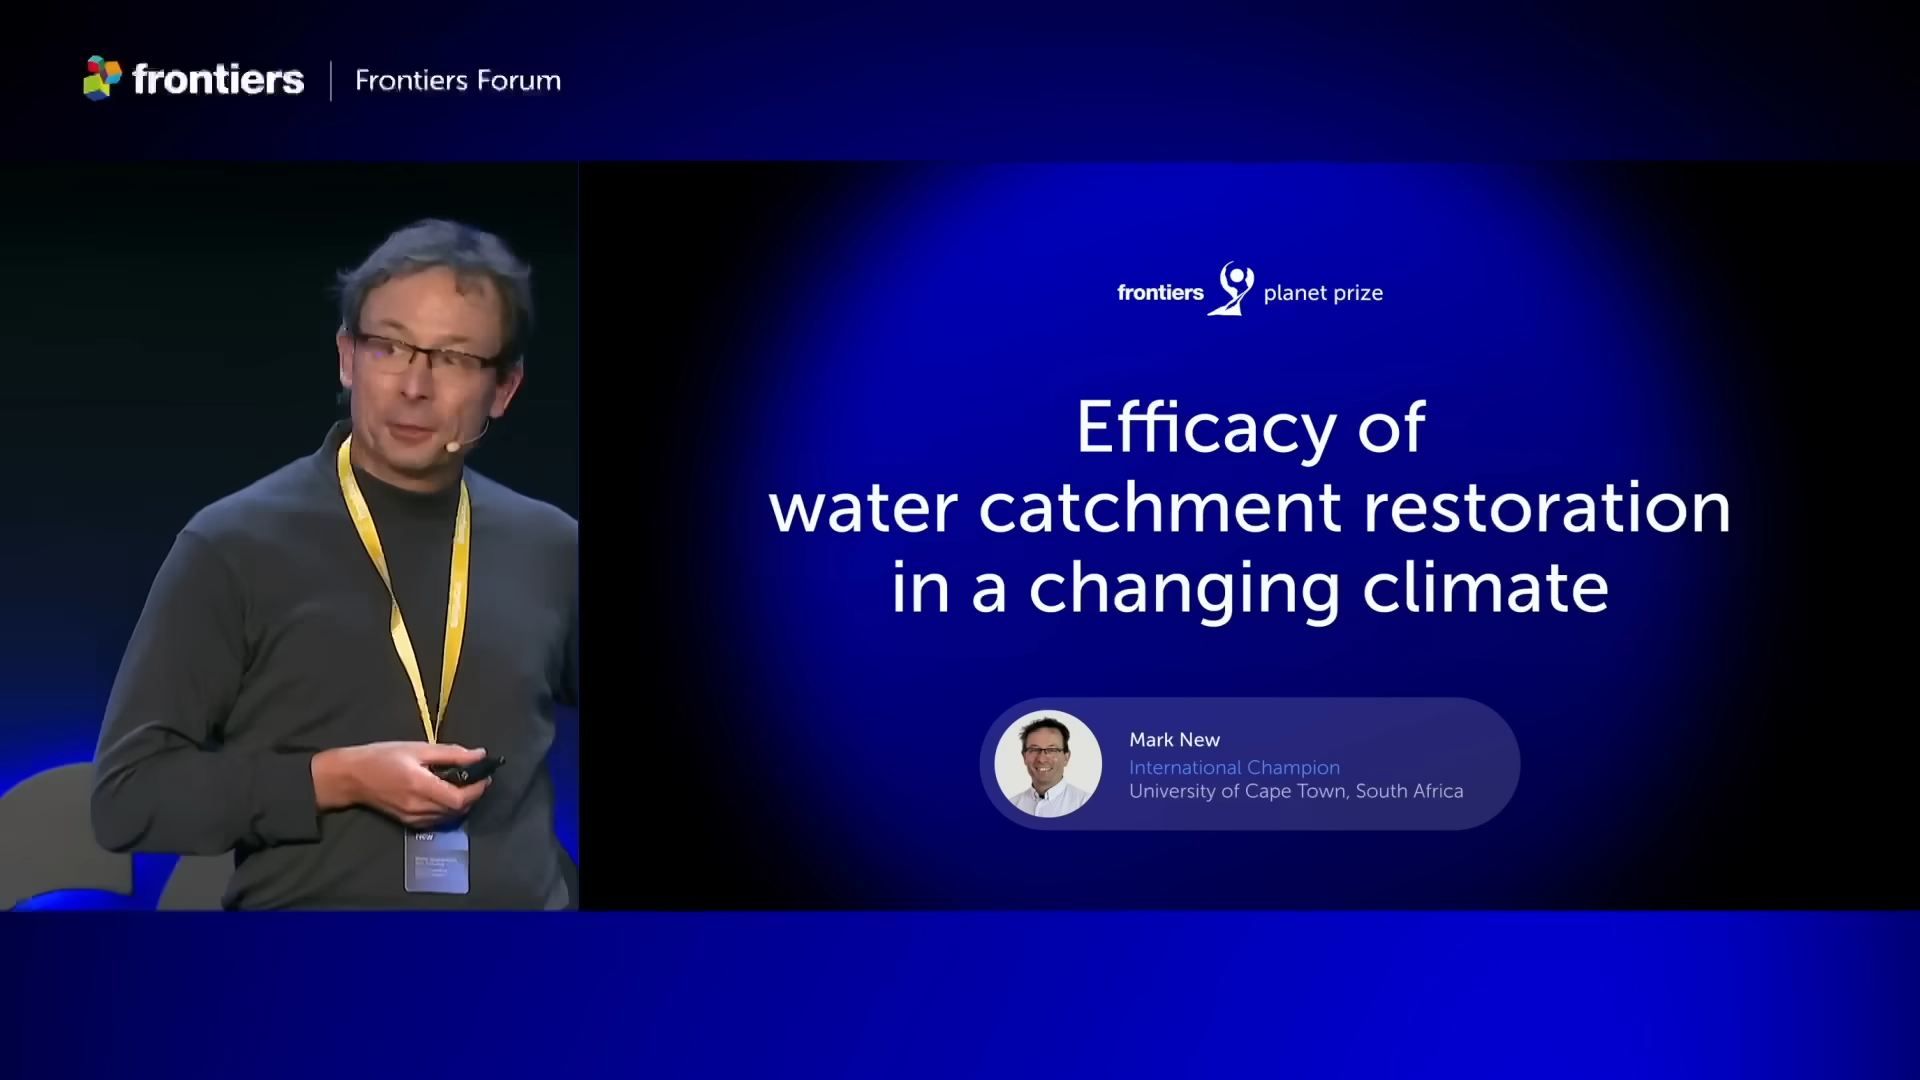 frontiers | Frontiers Forum
frontiers planet prize
Efficacy of
water catchment restoration
in a changing climate
Mark New
International Champion
University of Cape Town, South Africa
New